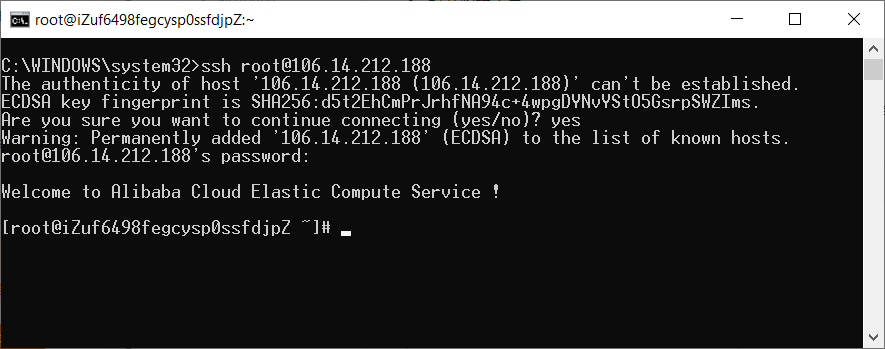 root@iZuf6498fegcysp0ssfdjpZ:~
C:\WINDOWS\system32>ssh root@106.14.212.188
The authenticity of host '106.14.212.188 (106.14.212.188)' can't be established.
ECDSA key fingerprint is SHA256:d5t2EhCmPrJrhfNA94c+4wpgDYNvYStO5GsrpSWZIms.
Are you sure you want to continue connecting (yes/no)? yes
Warning: Permanently added '106.14.212.188' (ECDSA) to the list of known hosts.
root@106.14.212.188's password:
Welcome to Alibaba Cloud Elastic Compute Service !
[root@iZuf6498fegcysp0ssfdjpZ ~]#